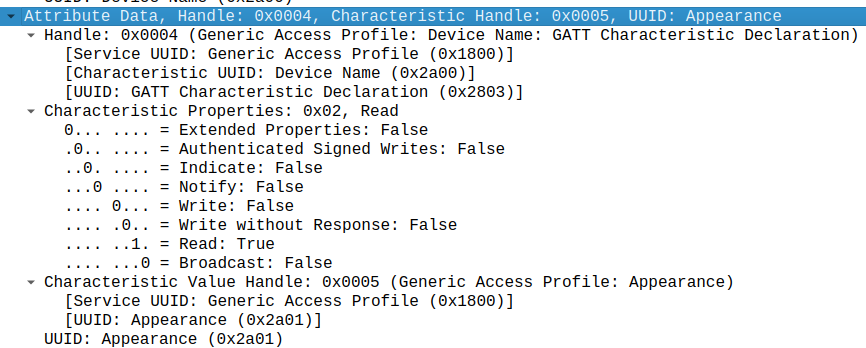 Attribute Data, Handle: 0x0004, Characteristic Handle: 0x0005, UUID: Appearance
Handle: 0x0004 (Generic Access Profile: Device Name: GATT Characteristic Declaration)
[Service UUID: Generic Access Profile (0x1800)]
[Characteristic UUID: Device Name (0x2a00)]
[UUID: GATT Characteristic Declaration (0x2803)]
Characteristic Properties: 0x02, Read
0... .... = Extended Properties: False
.0.. .... = Authenticated Signed Writes: False
..0. .... = Indicate: False
...0 .... = Notify: False
.... 0... = Write: False
.... .0.. = Write without Response: False
.... ..1. = Read: True
.... ...0 = Broadcast: False
Characteristic Value Handle: 0x0005 (Generic Access Profile: Appearance)
[Service UUID: Generic Access Profile (0x1800)]
[UUID: Appearance (0x2a01)]
UUID: Appearance (0x2a01)